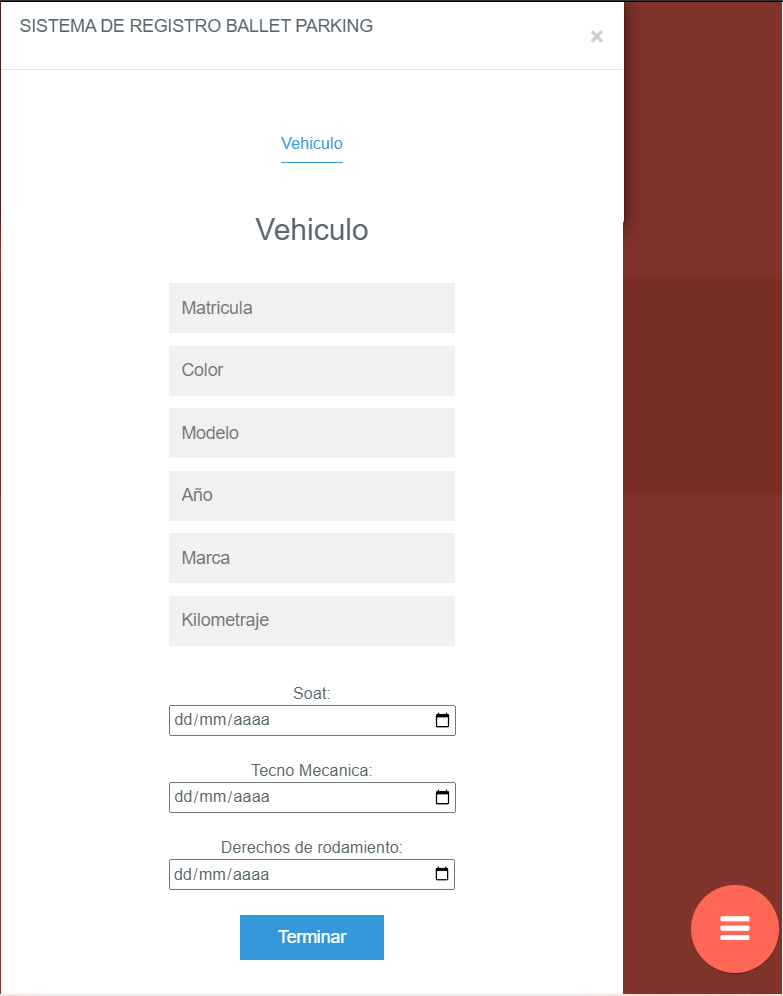 SISTEMA DE REGISTRO BALLET PARKING
×
Vehiculo
Vehiculo
Matricula
Color
Modelo
Año
Marca
Kilometraje
Soat:
dd/mm/aaaa
Tecno Mecanica:
dd/mm/aaaa
Derechos de rodamiento:
dd/mm/aaaa
Terminar